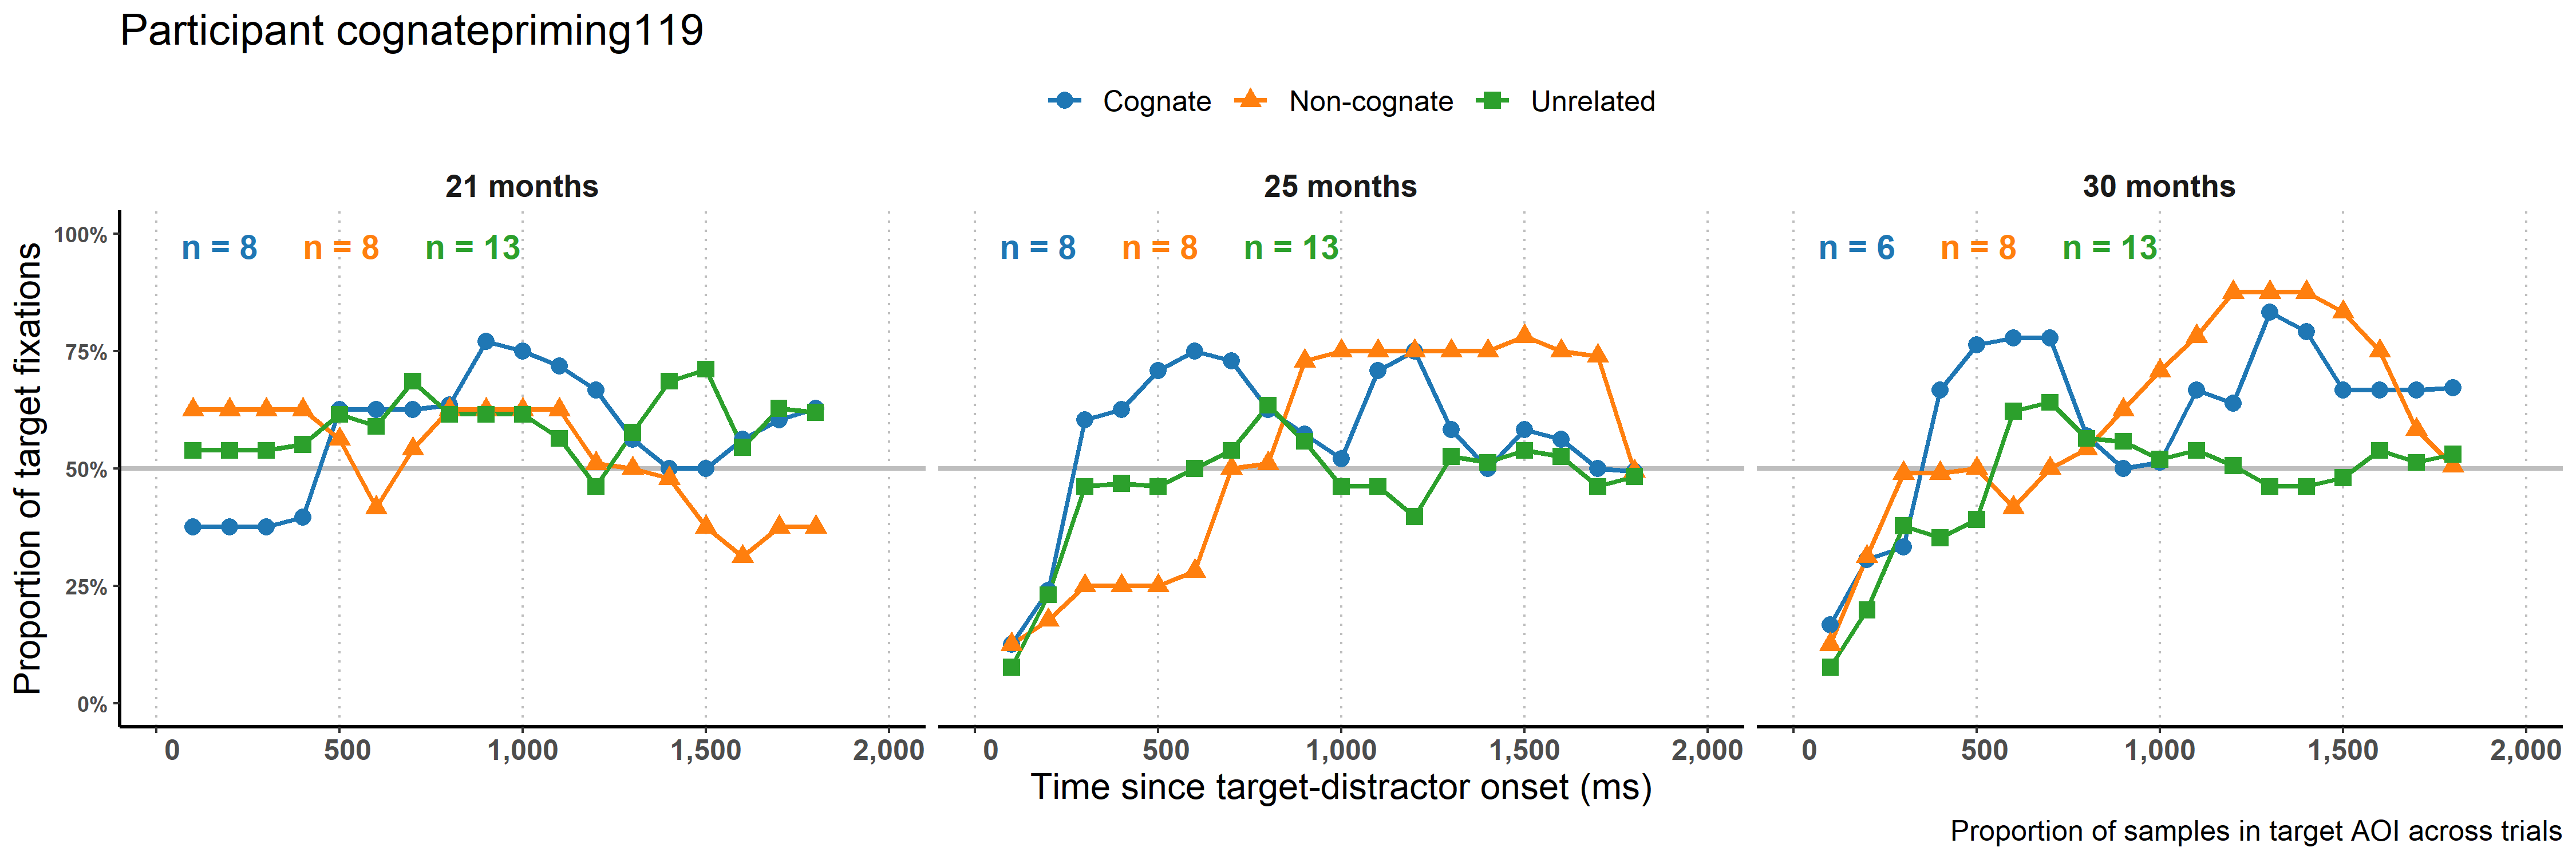 Participant cognatepriming119
Cognate Non-cognate Unrelated
21 months 25 months 30 months
n = 8 n = 8 n = 13 n = 8 n = 8 n = 13 n = 6 n = 8 n = 13
Proportion of target fixations
100%
75%
50%
25%
0%
0 500 1,000 1,500 2,000 0 500 1,000 1,500 2,000 0 500 1,000 1,500 2,000
Time since target-distractor onset (ms)
Proportion of samples in target AOI across trials